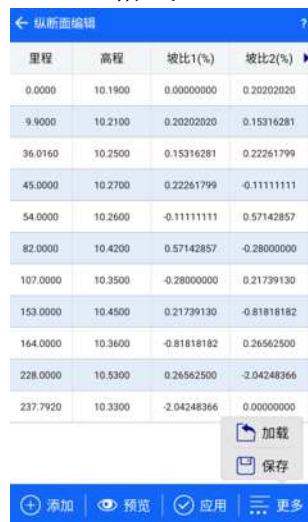 纵断面编辑 ?
里程 高程 坡比1(%) 坡比2(%)
0.0000 10.1900 0.00000000 0.20202020
9.9000 10.2100 0.20202020 0.15316281
36.0160 10.2500 0.15316281 0.22261799
45.0000 10.2700 0.22261799 -0.11111111
54.0000 10.2600 -0.11111111 0.57142857
82.0000 10.4200 0.57142857 -0.28000000
107.0000 10.3500 -0.28000000 0.21739130
153.0000 10.4500 0.21739130 -0.81818182
164.0000 10.3600 -0.81818182 0.26562500
228.0000 10.5300 0.26562500 -2.04248366
237.7920 10.3300 -2.04248366 0.00000000
加载
保存
添加 预览 应用 更多